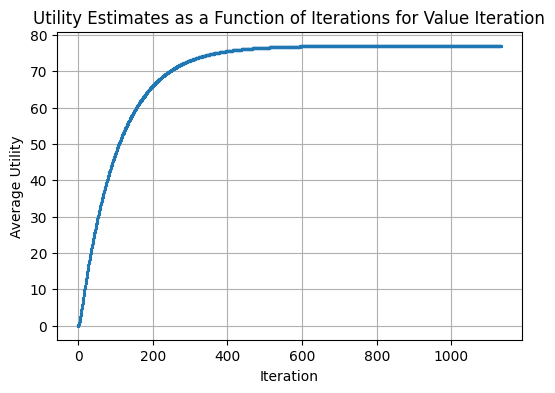 Utility Estimates as a Function of Iterations for Value Iteration
80
70
60
50
40
30
20
10
0
Average Utility
0 200 400 600 800 1000
Iteration